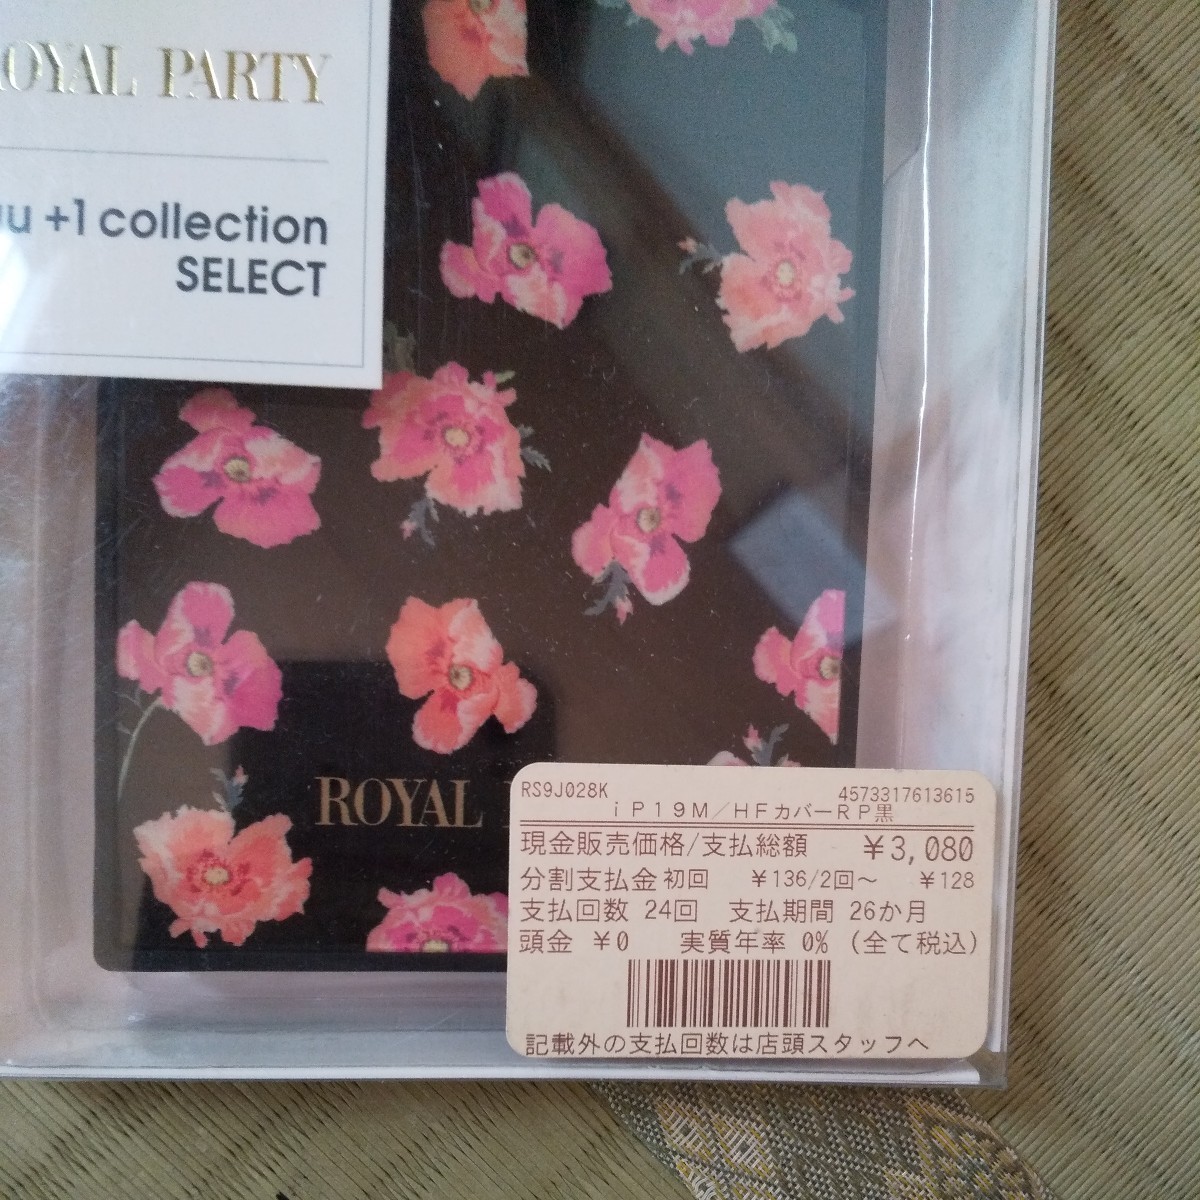 ROYAL PARTY
au +1 collection
SELECT
ROYAL
RS9J028K 4573317613615
iP19M/HFカバーRP黒
現金販売価格/支払総額 ¥3,080
分割支払金 初回 ¥136/2回~ ¥128
支払回数 24回 支払期間 26か月
頭金 ¥0 実質年率 0% (全て税込)
記載外の支払回数は店頭スタッフへ